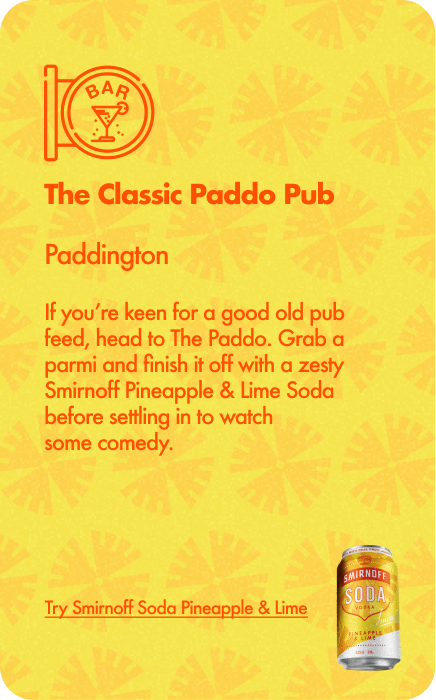 BAR
The Classic Paddo Pub
Paddington
If you’re keen for a good old pub
feed, head to The Paddo. Grab a
parmi and finish it off with a zesty
Smirnoff Pineapple & Lime Soda
before settling in to watch
some comedy.
SMIRNOFF
SODA
VODKA
PINEAPPLE
& LIME
Try Smirnoff Soda Pineapple & Lime